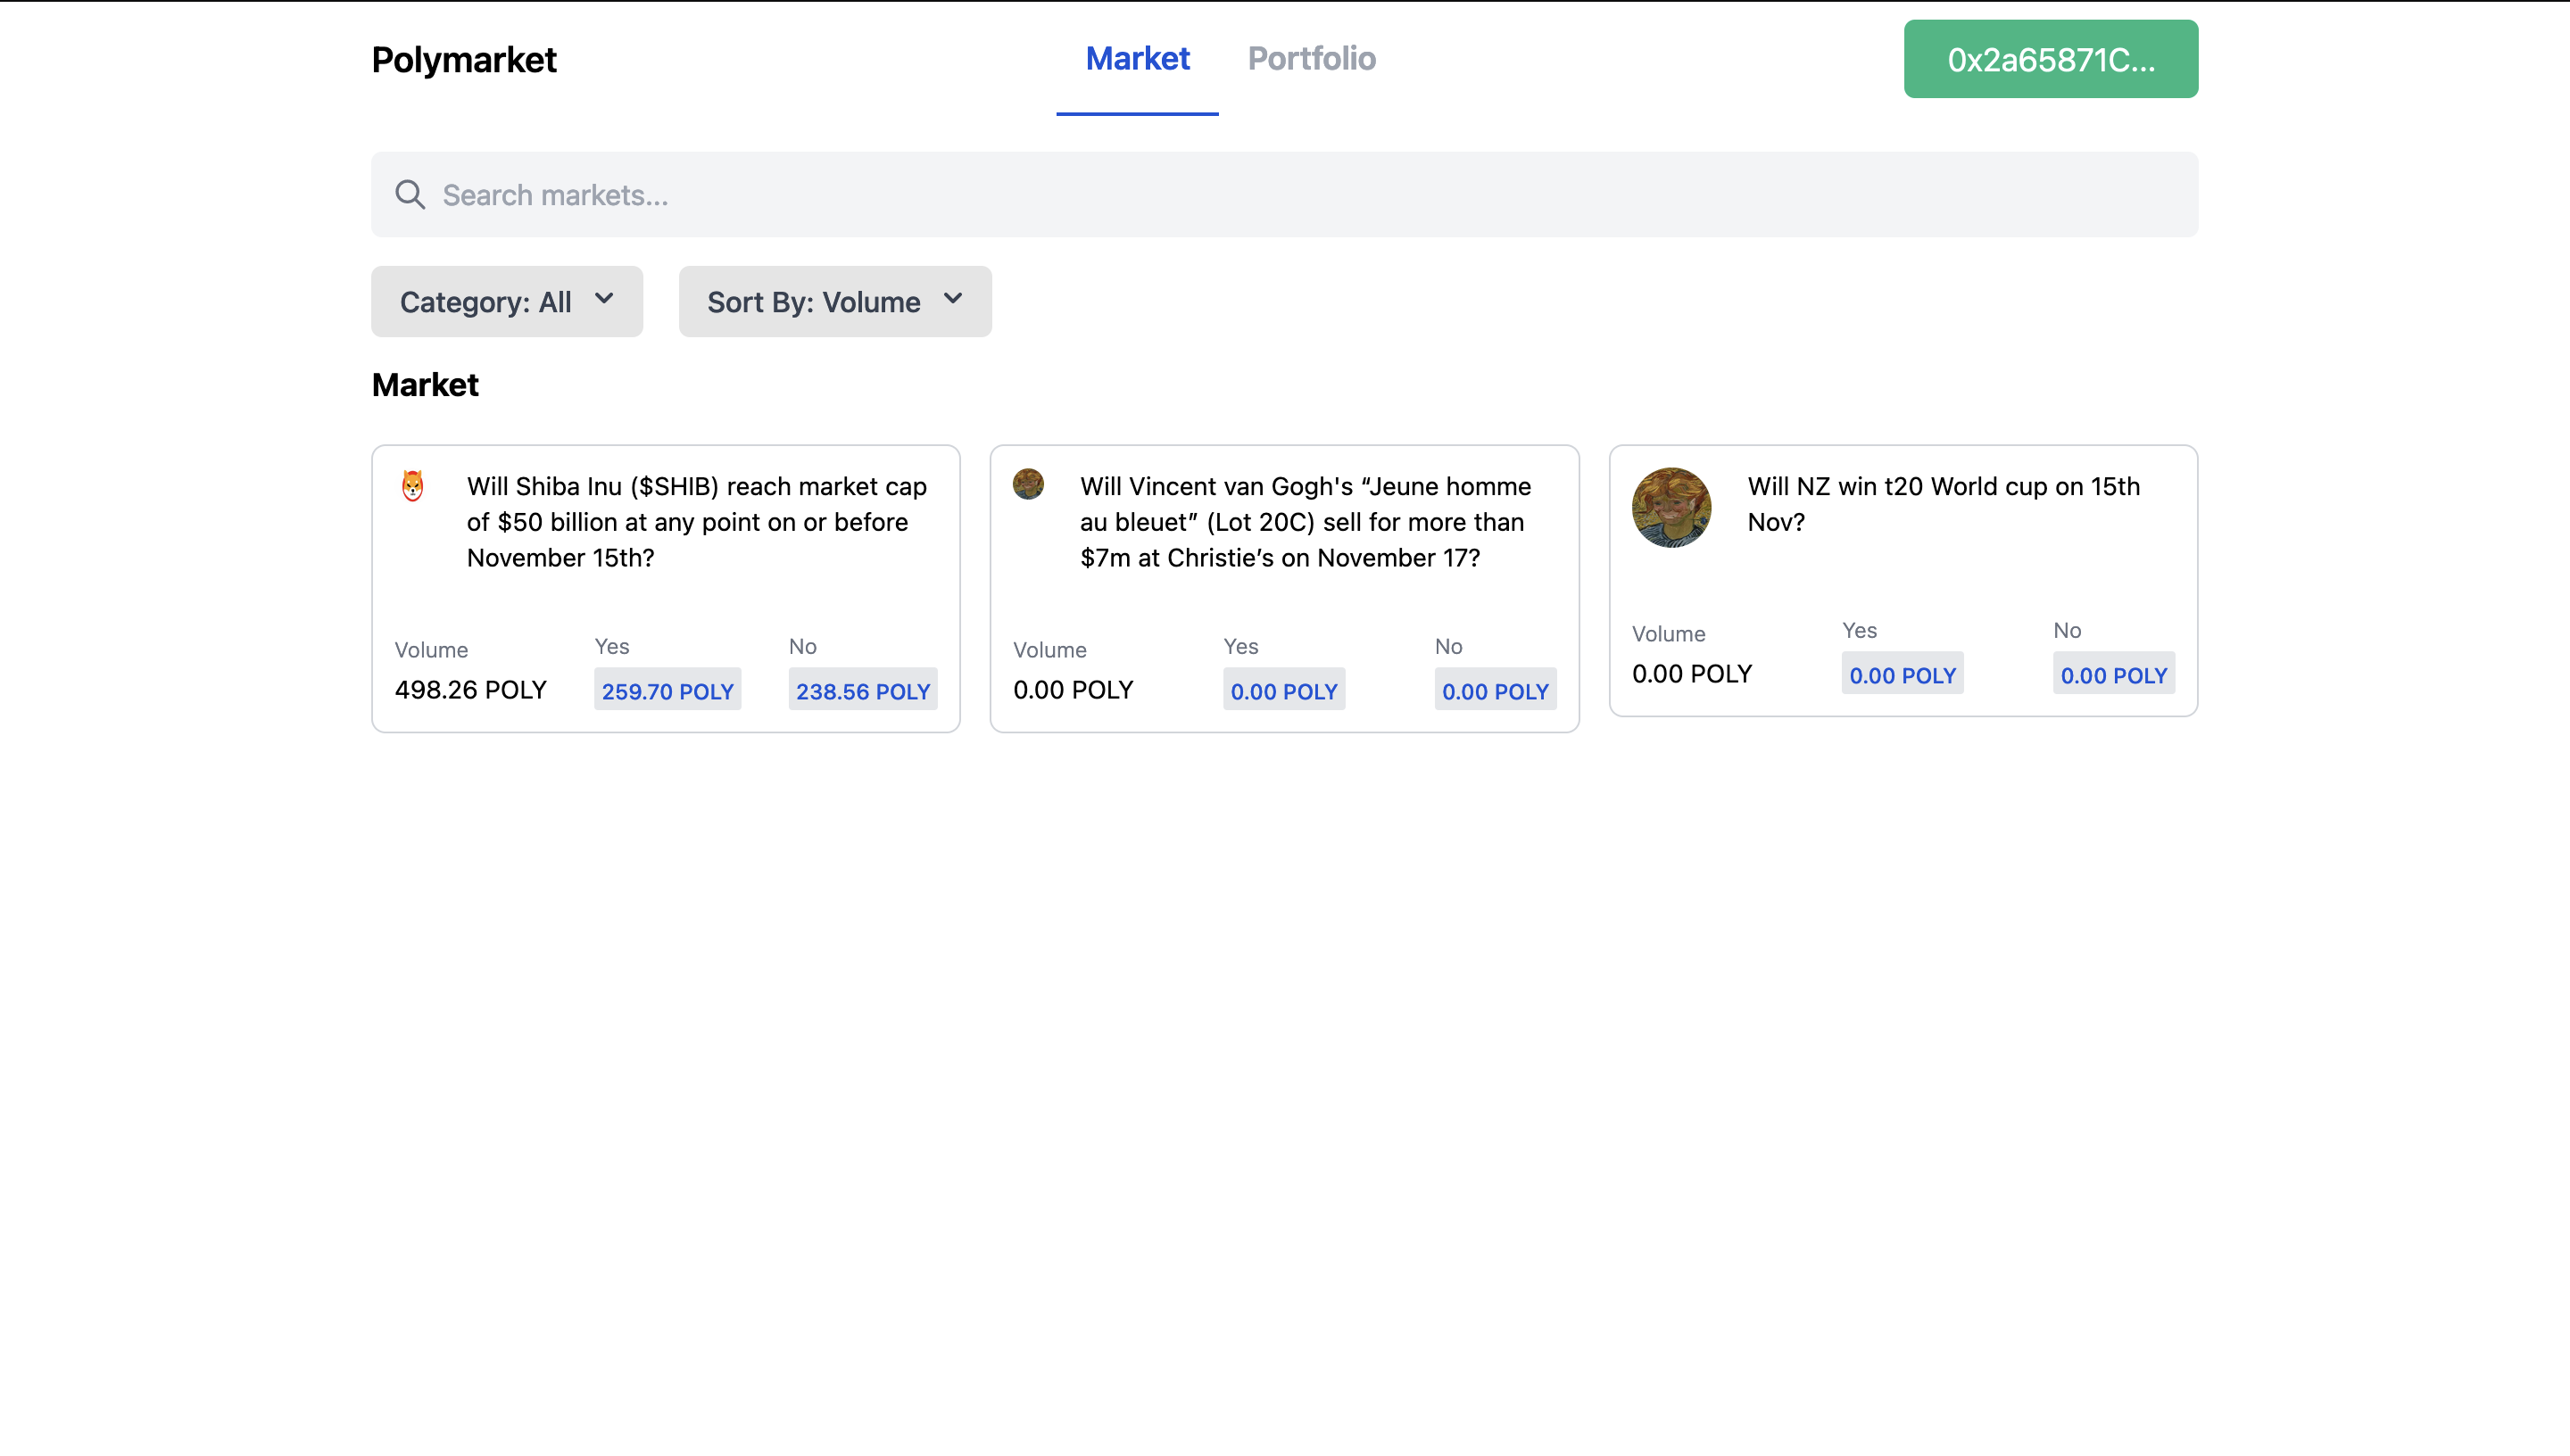 Polymarket
Market
Portfolio
0x2a65871C...
Search markets...
Category: All
Sort By: Volume
Market
Will Shiba Inu ($SHIB) reach market cap
of $50 billion at any point on or before
November 15th?
Volume
Yes
No
498.26 POLY
259.70 POLY
238.56 POLY
Will Vincent van Gogh's “Jeune homme
au bleuet” (Lot 20C) sell for more than
$7m at Christie’s on November 17?
Volume
Yes
No
0.00 POLY
0.00 POLY
0.00 POLY
Will NZ win t20 World cup on 15th
Nov?
Volume
Yes
No
0.00 POLY
0.00 POLY
0.00 POLY